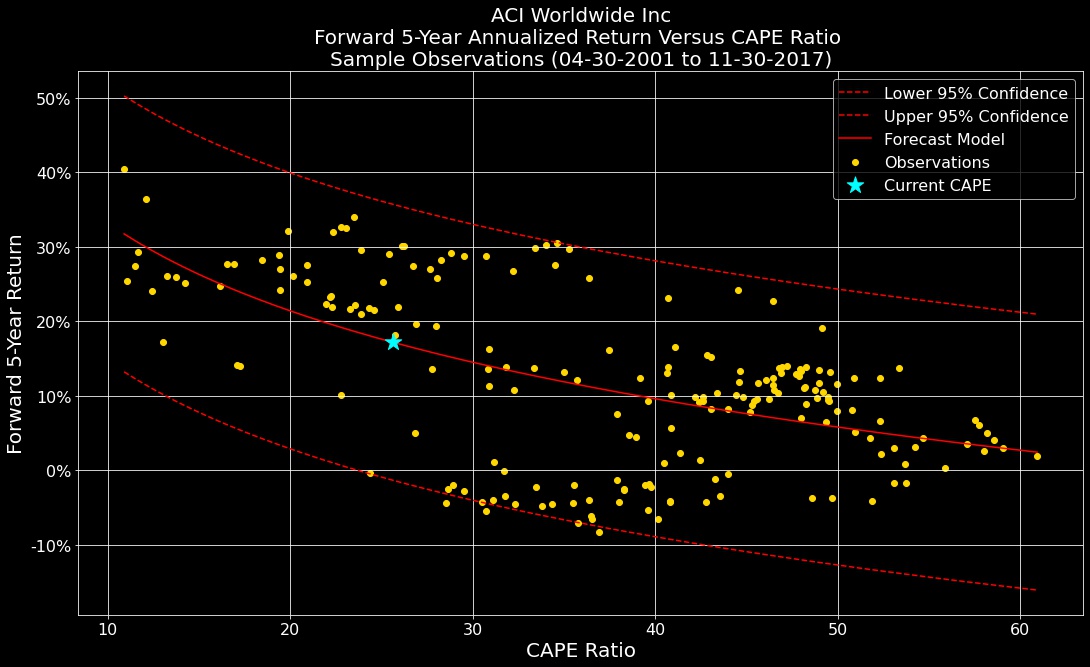 ACI Worldwide Inc
Forward 5-Year Annualized Return Versus CAPE Ratio
Sample Observations (04-30-2001 to 11-30-2017)
Lower 95% Confidence
Upper 95% Confidence
Forecast Model
Observations
Current CAPE
Forward 5-Year Return
50%
40%
30%
20%
10%
0%
-10%
10 20 30 40 50 60
CAPE Ratio